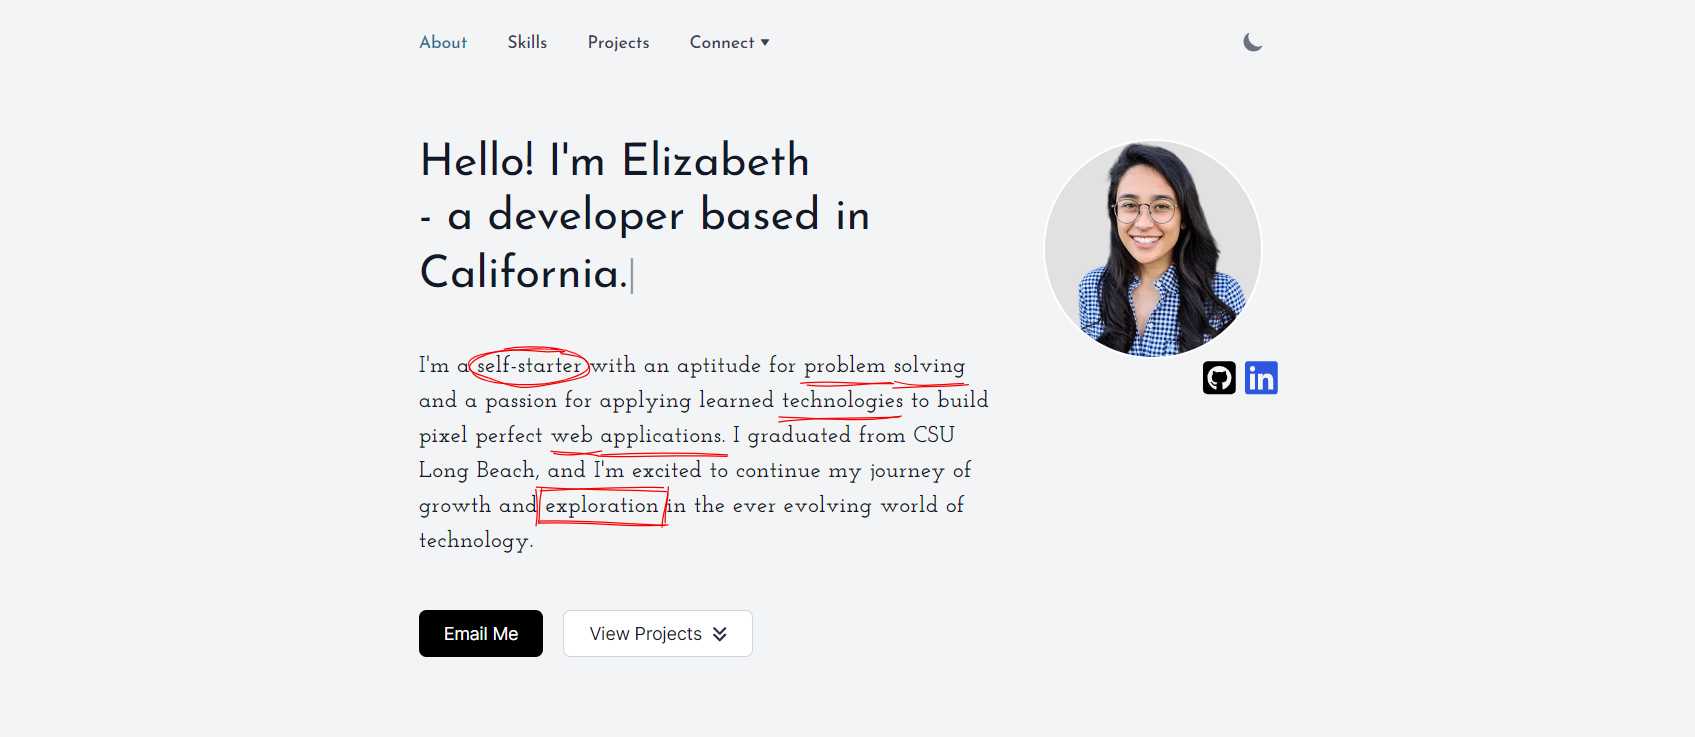 About Skills Projects Connect
Hello! I'm Elizabeth
- a developer based in
California.
I'm a self-starter with an aptitude for problem solving
and a passion for applying learned technologies to build
pixel perfect web applications. I graduated from CSU
Long Beach, and I'm excited to continue my journey of
growth and exploration in the ever evolving world of
technology.
in
Email Me View Projects